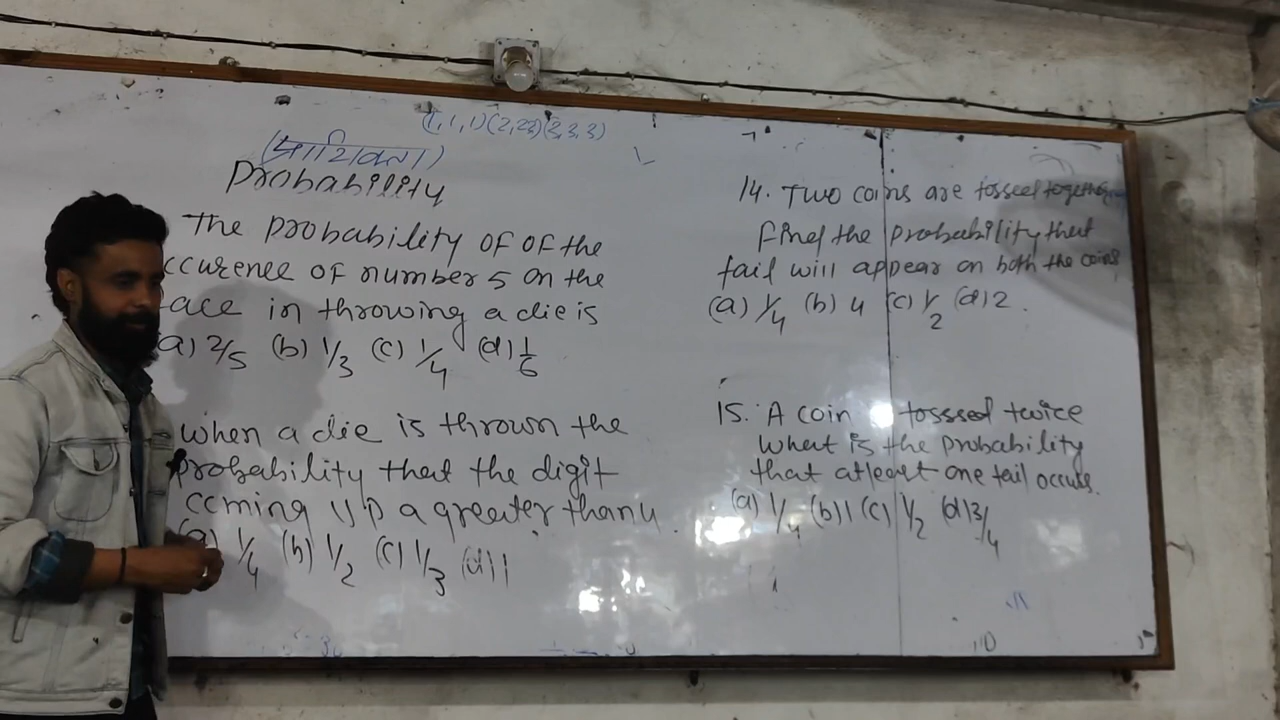 (1,1,1)(2,2,2)(3,3,3)
(प्रायिकता)
Probability
The probability of of the
ccurence of number 5 on the
ace in throwing a die is
a) 2/5 (b) 1/3 (c) 1/4 (d) 1/6
when a die is thrown the
probability that the digit
coming up a greater than 4.
(a) 1/4 (b) 1/2 (c) 1/3 (d) 1
14. Two coins are tosseed together
find the probability that
tail will appear on both the coins
(a) 1/4 (b) 4 (c) 1/2 (d) 2.
15. A coin tosssed twice
what is the probability
that atleast one tail occurs.
(a) 1/4 (b) 1 (c) 1/2 (d) 3/4